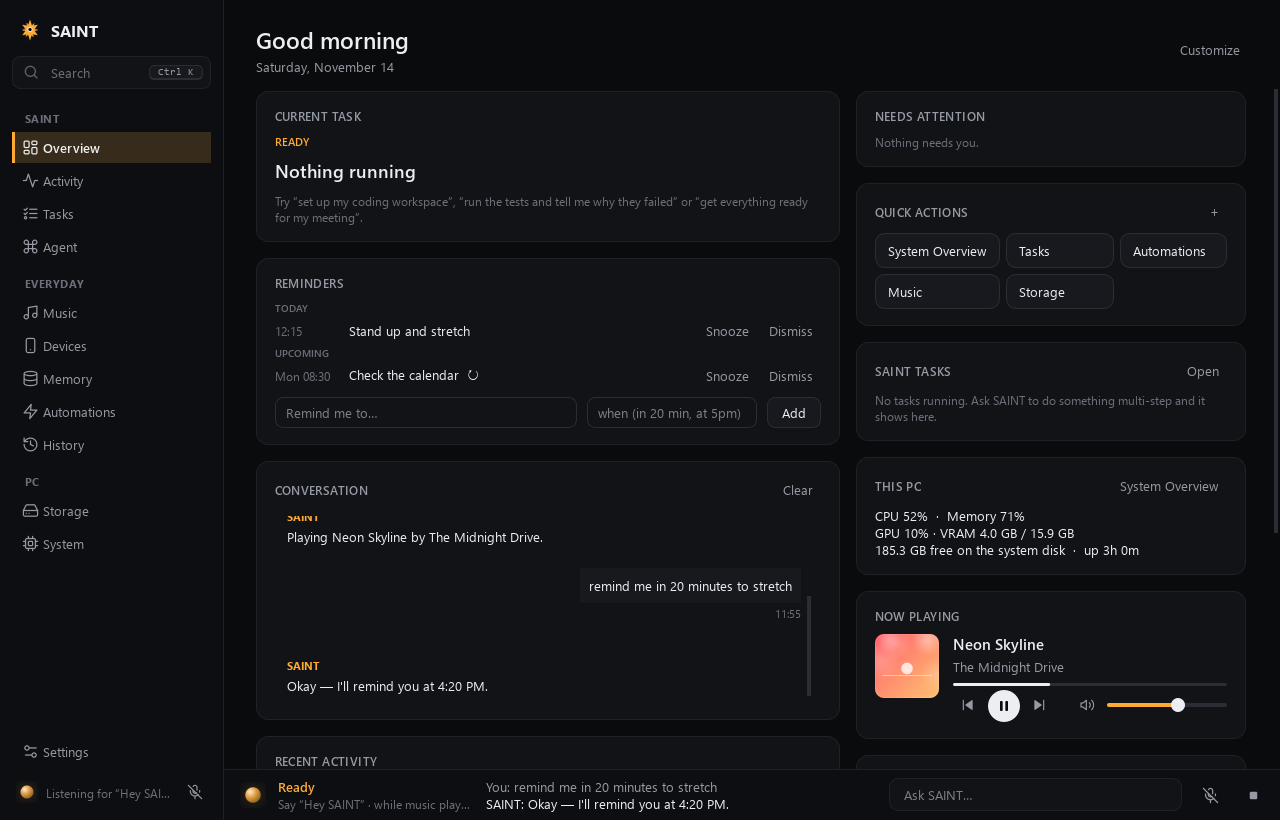 SAINT
Search
Ctrl K
SAINT
Overview
Activity
Tasks
Agent
EVERYDAY
Music
Devices
Memory
Automations
History
PC
Storage
System
Settings
Listening for “Hey SAI…
Good morning
Saturday, November 14
Customize
CURRENT TASK
READY
Nothing running
Try “set up my coding workspace”, “run the tests and tell me why they failed” or “get everything ready
for my meeting”.
REMINDERS
TODAY
12:15 Stand up and stretch Snooze Dismiss
UPCOMING
Mon 08:30 Check the calendar Snooze Dismiss
Remind me to… when (in 20 min, at 5pm) Add
CONVERSATION Clear
SAINT
Playing Neon Skyline by The Midnight Drive.
remind me in 20 minutes to stretch
11:55
SAINT
Okay — I'll remind you at 4:20 PM.
RECENT ACTIVITY
NEEDS ATTENTION
Nothing needs you.
QUICK ACTIONS +
System Overview Tasks Automations
Music Storage
SAINT TASKS Open
No tasks running. Ask SAINT to do something multi-step and it
shows here.
THIS PC System Overview
CPU 52% · Memory 71%
GPU 10% · VRAM 4.0 GB / 15.9 GB
185.3 GB free on the system disk · up 3h 0m
NOW PLAYING
Neon Skyline
The Midnight Drive
Ready
Say “Hey SAINT” · while music play…
You: remind me in 20 minutes to stretch
SAINT: Okay — I'll remind you at 4:20 PM.
Ask SAINT…